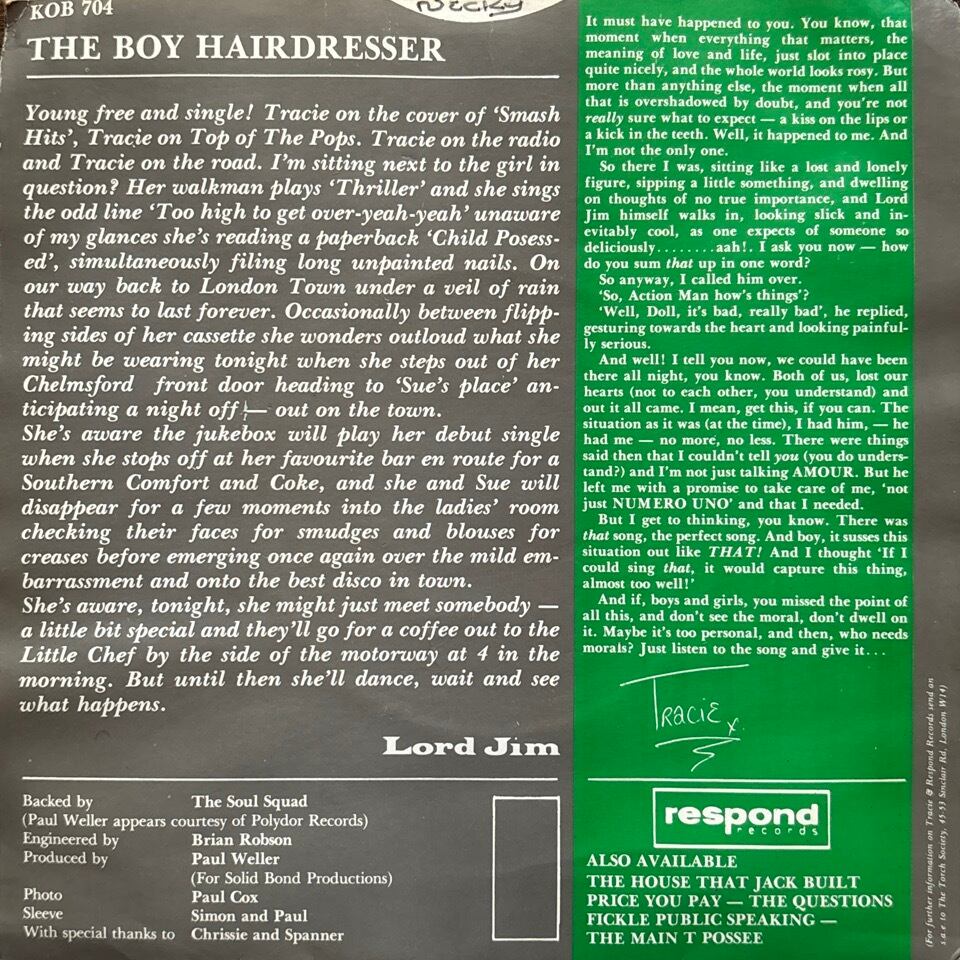 KOB 704
Becky
THE BOY HAIRDRESSER
Young free and single! Tracie on the cover of ‘Smash
Hits’, Tracie on Top of The Pops. Tracie on the radio
and Tracie on the road. I’m sitting next to the girl in
question? Her walkman plays ‘Thriller’ and she sings
the odd line ‘Too high to get over-yeah-yeah’ unaware
of my glances she’s reading a paperback ‘Child Posess-
ed’, simultaneously filing long unpainted nails. On
our way back to London Town under a veil of rain
that seems to last forever. Occasionally between flipp-
ing sides of her cassette she wonders outloud what she
might be wearing tonight when she steps out of her
Chelmsford front door heading to ‘Sue’s place’ an-
ticipating a night off — out on the town.
She’s aware the jukebox will play her debut single
when she stops off at her favourite bar en route for a
Southern Comfort and Coke, and she and Sue will
disappear for a few moments into the ladies’ room
checking their faces for smudges and blouses for
creases before emerging once again over the mild em-
barrassment and onto the best disco in town.
She’s aware, tonight, she might just meet somebody —
a little bit special and they’ll go for a coffee out to the
Little Chef by the side of the motorway at 4 in the
morning. But until then she’ll dance, wait and see
what happens.
Lord Jim
Backed by The Soul Squad
(Paul Weller appears courtesy of Polydor Records)
Engineered by Brian Robson
Produced by Paul Weller
(For Solid Bond Productions)
Photo Paul Cox
Sleeve Simon and Paul
With special thanks to Chrissie and Spanner
It must have happened to you. You know, that
moment when everything that matters, the
meaning of love and life, just slot into place
quite nicely, and the whole world looks rosy. But
more than anything else, the moment when all
that is overshadowed by doubt, and you’re not
really sure what to expect — a kiss on the lips or
a kick in the teeth. Well, it happened to me. And
I’m not the only one.
So there I was, sitting like a lost and lonely
figure, sipping a little something, and dwelling
on thoughts of no true importance, and Lord
Jim himself walks in, looking slick and in-
evitably cool, as one expects of someone so
deliciously........aah!. I ask you now — how
do you sum that up in one word?
So anyway, I called him over.
‘So, Action Man how’s things’?
‘Well, Doll, it’s bad, really bad’, he replied,
gesturing towards the heart and looking painful-
ly serious.
And well! I tell you now, we could have been
there all night, you know. Both of us, lost our
hearts (not to each other, you understand) and
out it all came. I mean, get this, if you can. The
situation as it was (at the time), I had him, — he
had me — no more, no less. There were things
said then that I couldn’t tell you (you do unders-
tand?) and I’m not just talking AMOUR. But he
left me with a promise to take care of me, ‘not
just NUMERO UNO’ and that I needed.
But I get to thinking, you know. There was
that song, the perfect song. And boy, it susses this
situation out like THAT! And I thought ‘If I
could sing that, it would capture this thing,
almost too well!’
And if, boys and girls, you missed the point of
all this, and don’t see the moral, don’t dwell on
it. Maybe it’s too personal, and then, who needs
morals? Just listen to the song and give it...
Tracie x
respond
records
ALSO AVAILABLE
THE HOUSE THAT JACK BUILT
PRICE YOU PAY — THE QUESTIONS
FICKLE PUBLIC SPEAKING —
THE MAIN T POSSEE
(For further information on Tracie & Respond Records send an
s.a.e to The Torch Society, 45-53 Sinclair Rd, London W14)